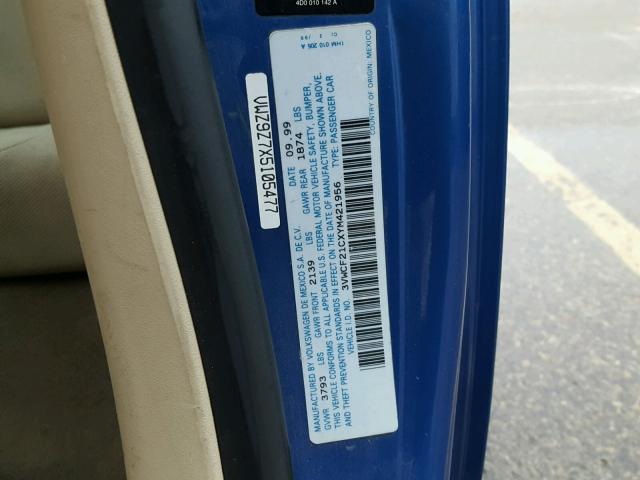 4D0 010 142 A
1HM 010 205 A
VWZ9Z7X5105477
MANUFACTURED BY VOLKSWAGEN DE MEXICO S.A. DE C.V. DATE 09.99
GVWR 3793 LBS GAWR FRONT 2139 LBS GAWR REAR 1874 LBS
THIS VEHICLE CONFORMS TO ALL APPLICABLE U.S. FEDERAL MOTOR VEHICLE SAFETY, BUMPER,
AND THEFT PREVENTION STANDARDS IN EFFECT ON THE DATE OF MANUFACTURE SHOWN ABOVE.
VEHICLE I.D. NO. 3VWCF21CXYM421956 TYPE: PASSENGER CAR
COUNTRY OF ORIGIN: MEXICO